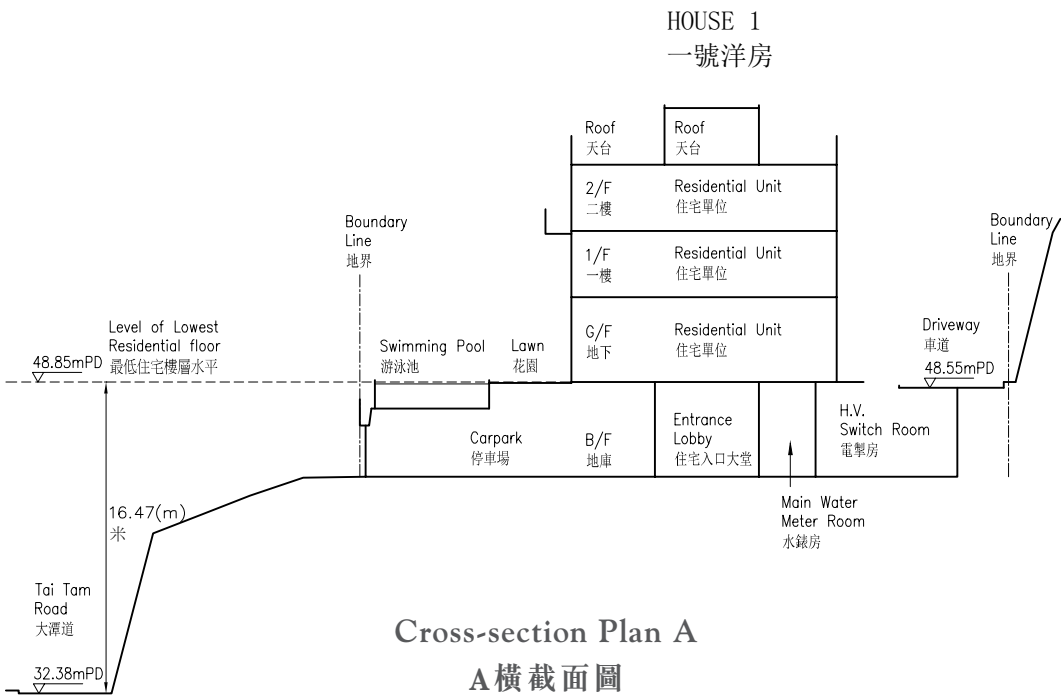 HOUSE 1
一號洋房
Roof
天台
Roof
天台
2/F
二樓
Residential Unit
住宅單位
Boundary
Line
地界
Boundary
Line
地界
1/F
一樓
Residential Unit
住宅單位
Level of Lowest
Residential floor
最低住宅樓層水平
48.85mPD
Swimming Pool
游泳池
Lawn
花園
G/F
地下
Residential Unit
住宅單位
Driveway
車道
48.55mPD
Carpark
停車場
B/F
地庫
Entrance
Lobby
住宅入口大堂
H.V.
Switch Room
電掣房
Main Water
Meter Room
水錶房
16.47(m)
米
Tai Tam
Road
大潭道
32.38mPD
Cross-section Plan A
A橫截面圖